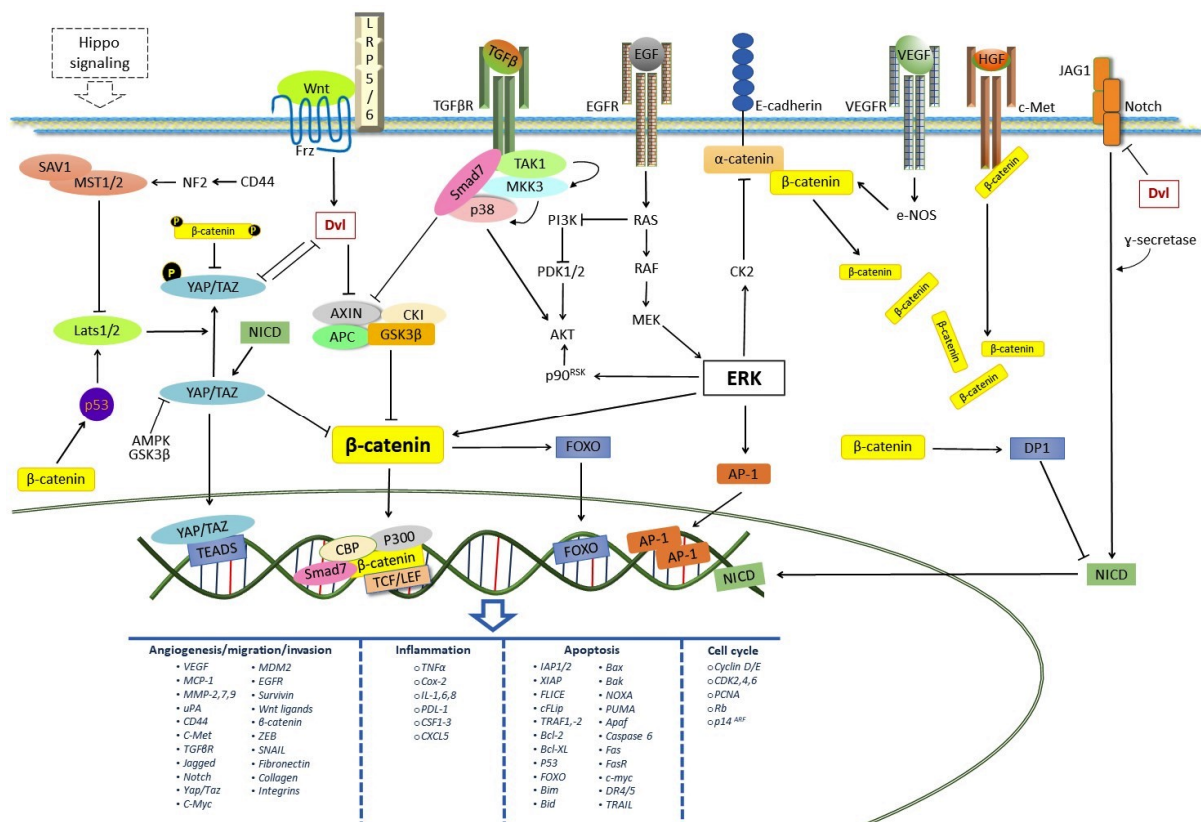 Hippo
signaling
L
R
P
5
/
6
Wnt
Frz
TGFβ
TGFβR
EGF
EGFR
E-cadherin
VEGF
VEGFR
HGF
c-Met
JAG1
Notch
SAV1
MST1/2
NF2
CD44
Smad7
TAK1
MKK3
p38
α-catenin
β-catenin
β-catenin
e-NOS
Dvl
Dvl
γ-secretase
P
β-catenin
P
P
YAP/TAZ
PI3K
RAS
PDK1/2
RAF
CK2
β-catenin
β-catenin
β-catenin
β-catenin
β-catenin
Lats1/2
NICD
AXIN
CKI
APC
GSK3β
AKT
MEK
p90RSK
ERK
p53
YAP/TAZ
AMPK
GSK3β
β-catenin
β-catenin
FOXO
AP-1
β-catenin
DP1
YAP/TAZ
TEADS
CBP
P300
Smad7
β-catenin
TCF/LEF
FOXO
AP-1
AP-1
NICD
NICD
Angiogenesis/migration/invasion
• VEGF
• MCP-1
• MMP-2,7,9
• uPA
• CD44
• C-Met
• TGFβR
• Jagged
• Notch
• Yap/Taz
• C-Myc
• MDM2
• EGFR
• Survivin
• Wnt ligands
• β-catenin
• ZEB
• SNAIL
• Fibronectin
• Collagen
• Integrins
Inflammation
○ TNFα
○ Cox-2
○ IL-1,6,8
○ PDL-1
○ CSF1-3
○ CXCL5
Apoptosis
• IAP1/2
• XIAP
• FLICE
• cFLip
• TRAF1,-2
• Bcl-2
• Bcl-XL
• P53
• FOXO
• Bim
• Bid
• Bax
• Bak
• NOXA
• PUMA
• Apaf
• Caspase 6
• Fas
• FasR
• c-myc
• DR4/5
• TRAIL
Cell cycle
○ Cyclin D/E
○ CDK2,4,6
○ PCNA
○ Rb
○ p14 ARF